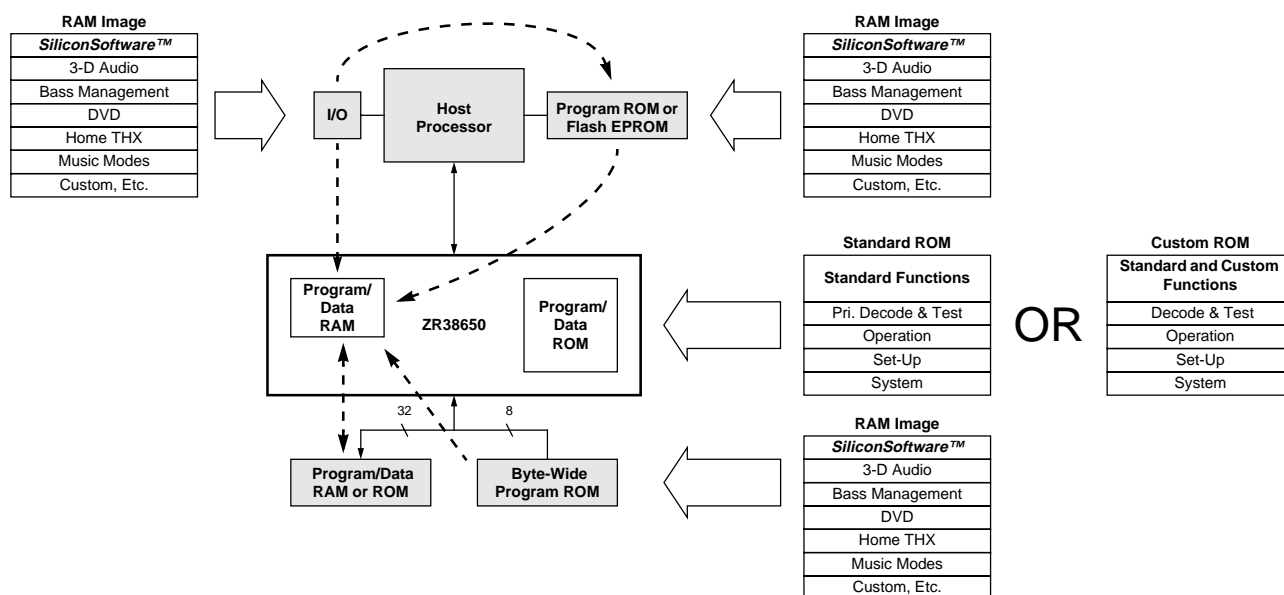 RAM Image
SiliconSoftware™
3-D Audio
Bass Management
DVD
Home THX
Music Modes
Custom, Etc.
I/O
Host
Processor
Program ROM or
Flash EPROM
RAM Image
SiliconSoftware™
3-D Audio
Bass Management
DVD
Home THX
Music Modes
Custom, Etc.
Program/
Data
RAM
ZR38650
Program/
Data
ROM
Standard ROM
Standard Functions
Pri. Decode & Test
Operation
Set-Up
System
OR
Custom ROM
Standard and Custom
Functions
Decode & Test
Operation
Set-Up
System
32
8
Program/Data
RAM or ROM
Byte-Wide
Program ROM
RAM Image
SiliconSoftware™
3-D Audio
Bass Management
DVD
Home THX
Music Modes
Custom, Etc.